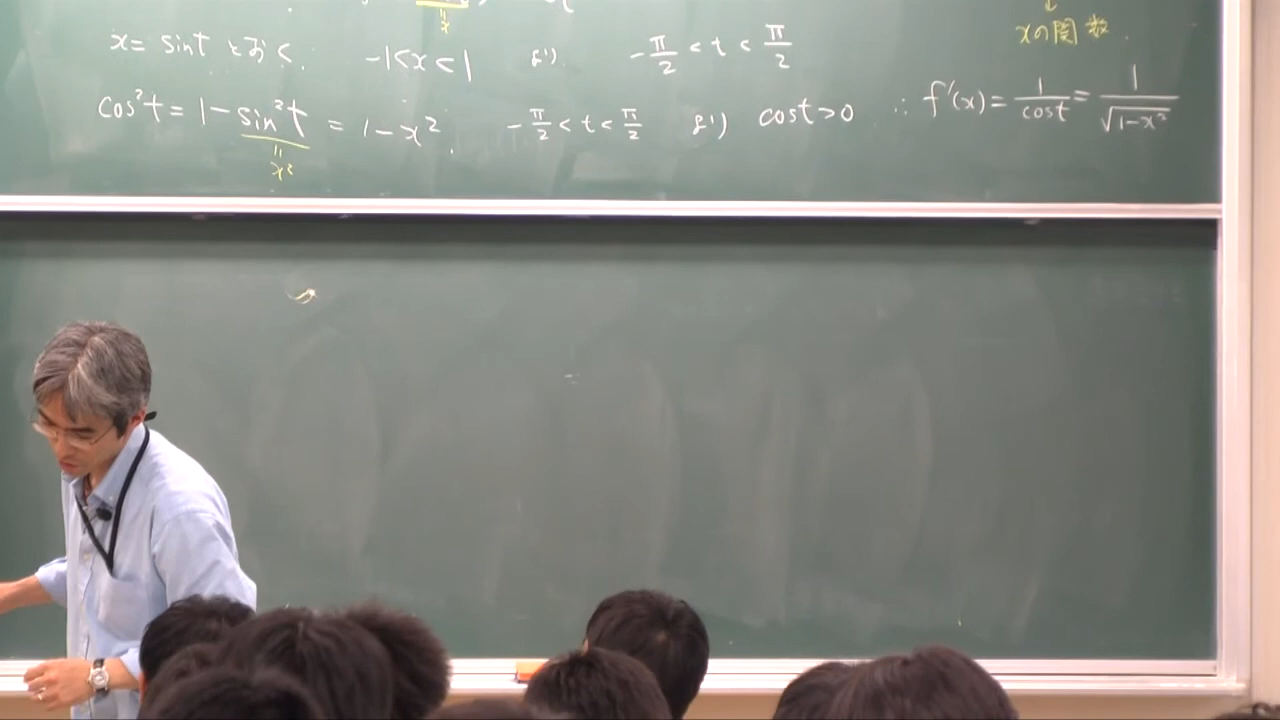 xの関数.
x = sint とおく. -1<x<1 より. -π/2 < t < π/2
cos²t = 1 - sin²t = 1 - x². -π/2 < t < π/2 より cost>0 ∴ f'(x) = 1/cost = 1/√(1-x²)
= x²